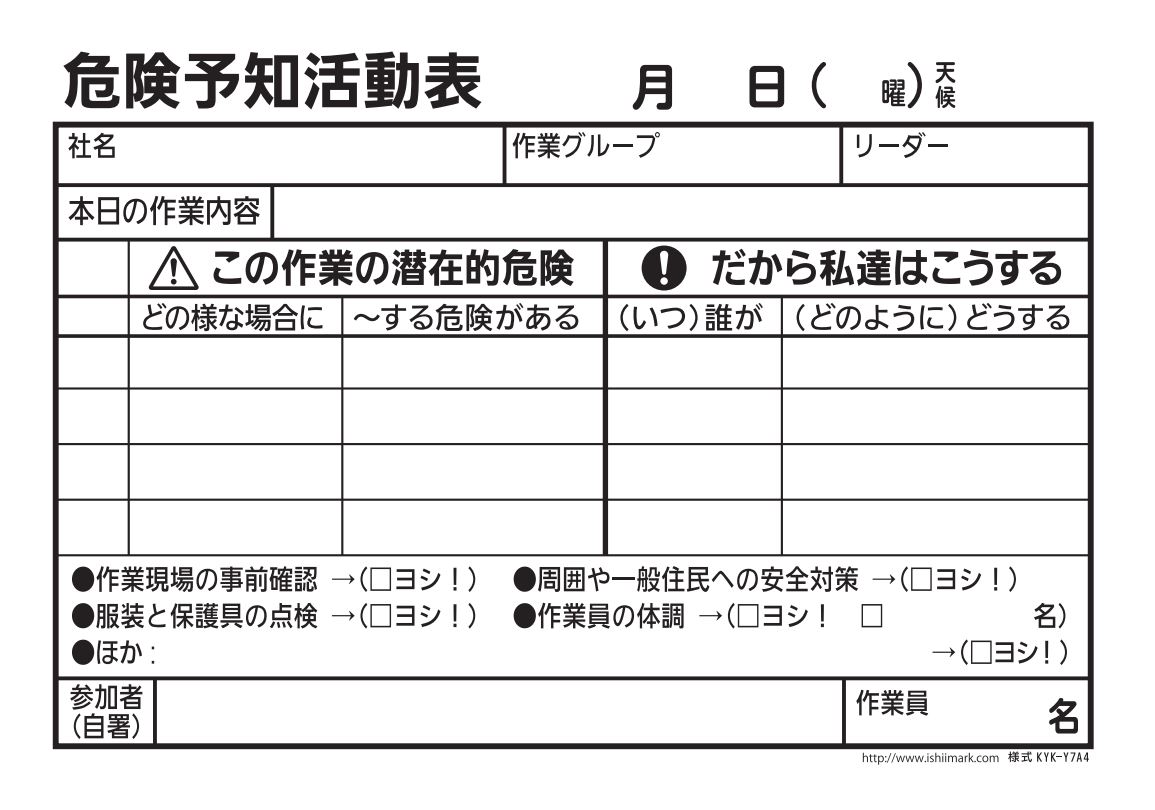 危険予知活動表 月 日( 曜) 天候
社名 作業グループ リーダー
本日の作業内容
この作業の潜在的危険 だから私達はこうする
どの様な場合に ～する危険がある (いつ)誰が (どのように)どうする
●作業現場の事前確認 →(□ヨシ！) ●周囲や一般住民への安全対策 →(□ヨシ！)
●服装と保護具の点検 →(□ヨシ！) ●作業員の体調 →(□ヨシ！ □ 名)
●ほか: →(□ヨシ！)
参加者 作業員 名
(自署)
http://www.ishiimark.com 様式 KYK-Y7A4